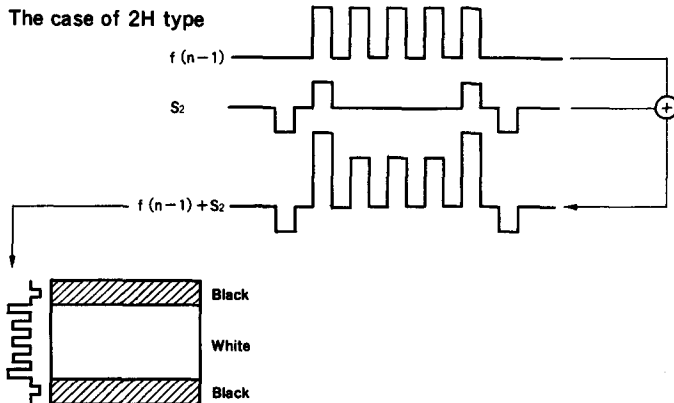 The case of 2H type
f (n−1)
S₂
+
f (n−1) + S₂
Black
White
Black